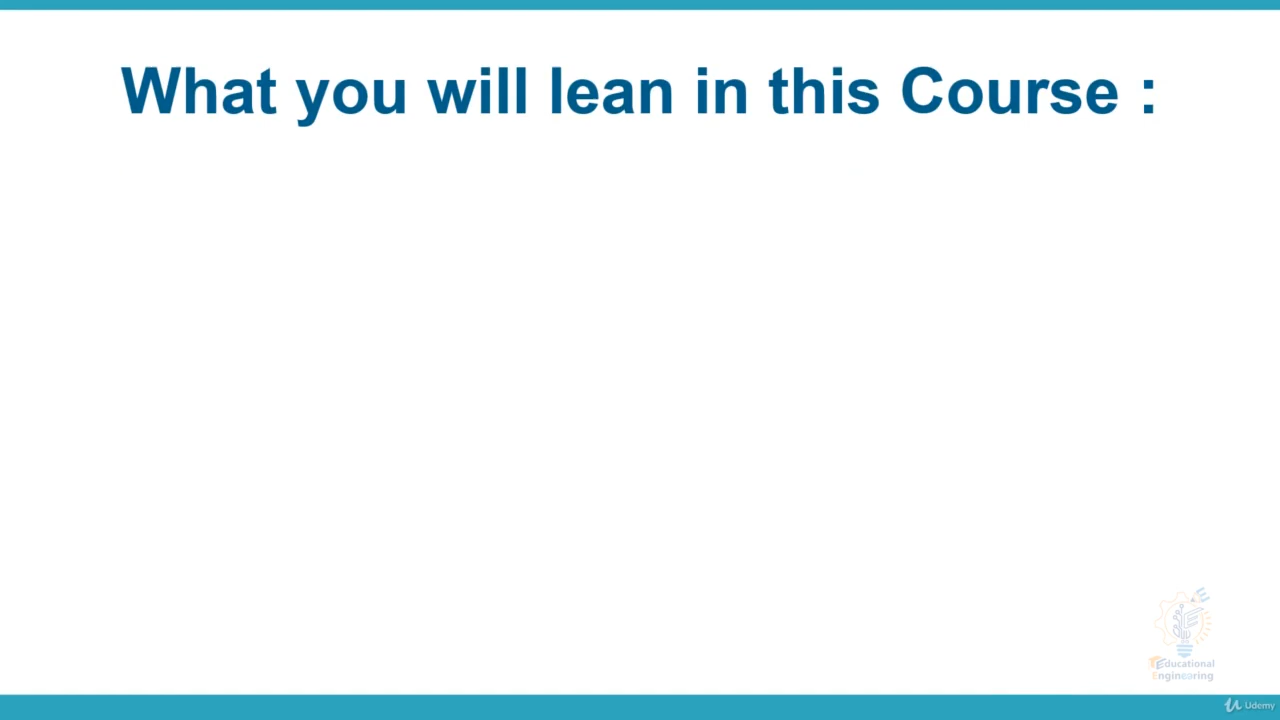 What you will lean in this Course :
Educational
Engineering
Udemy